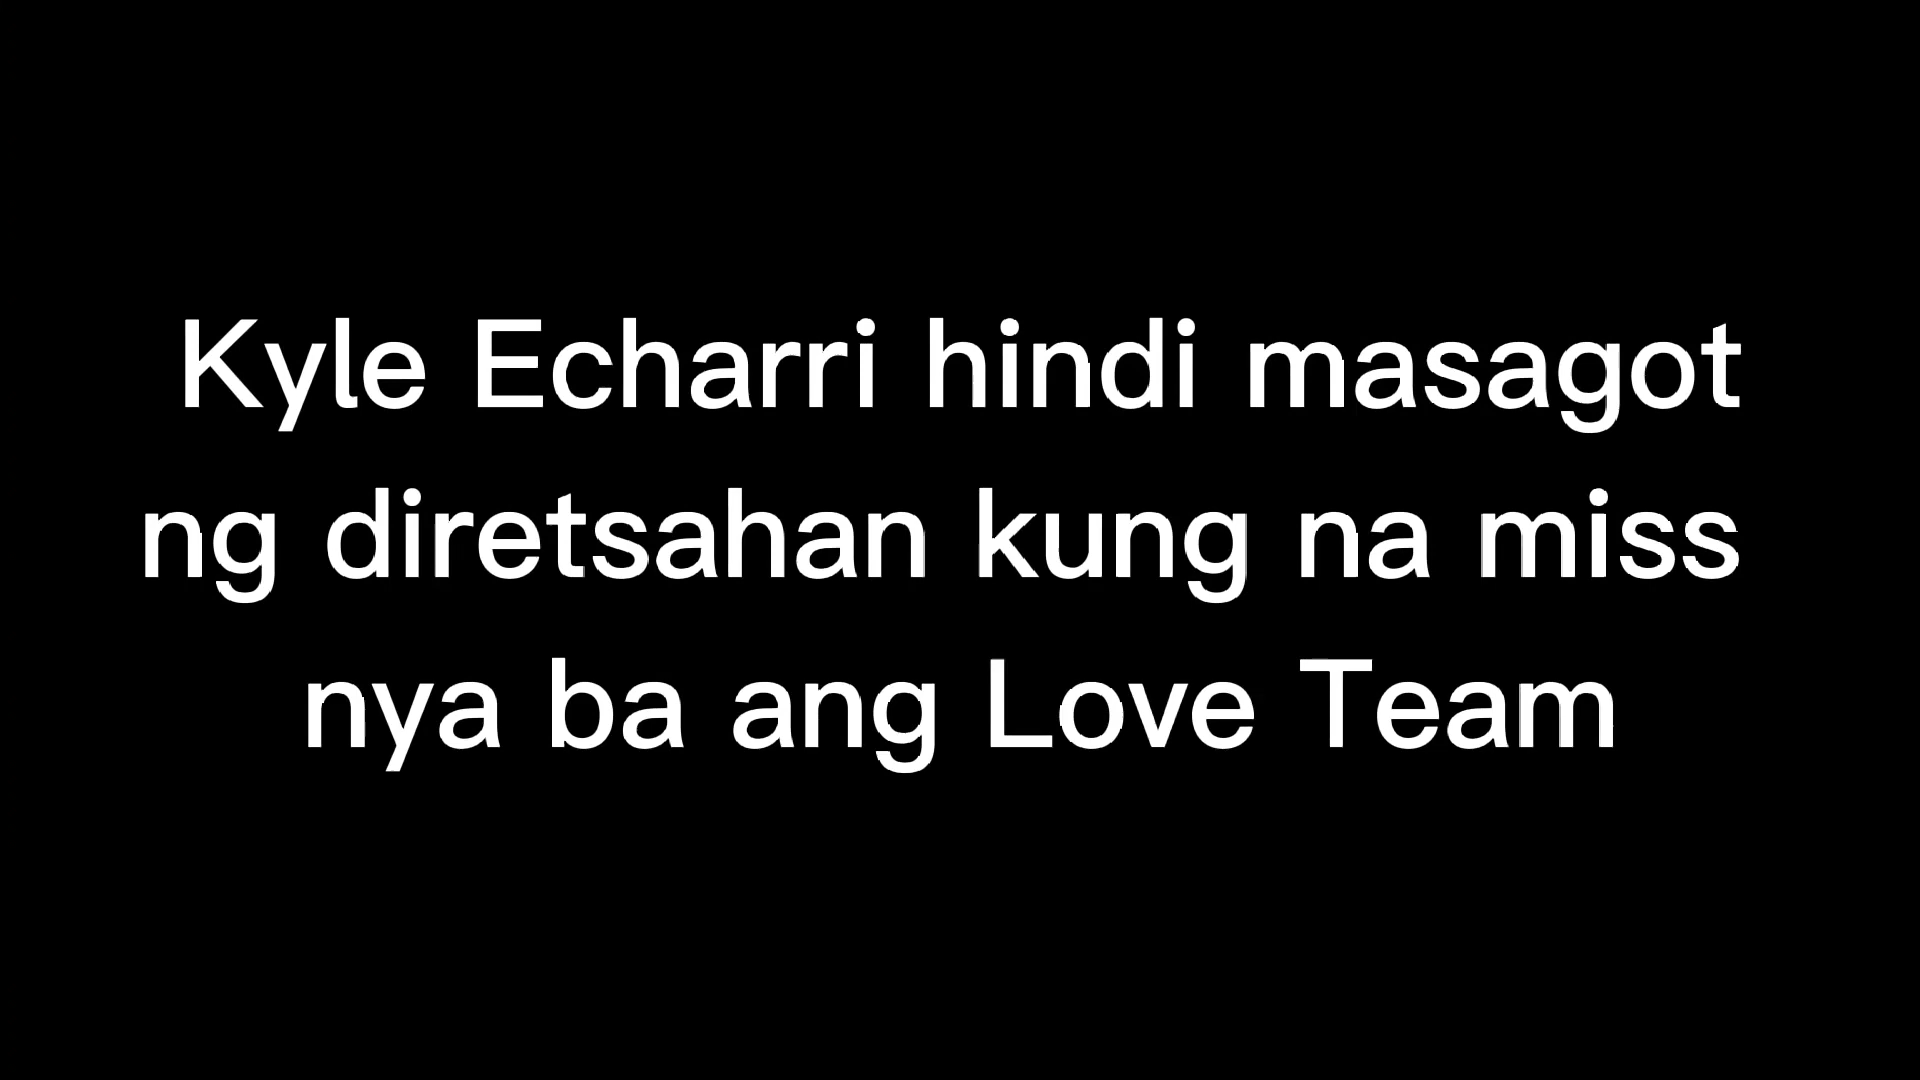 Kyle Echarri hindi masagot
ng diretsahan kung na miss
nya ba ang Love Team